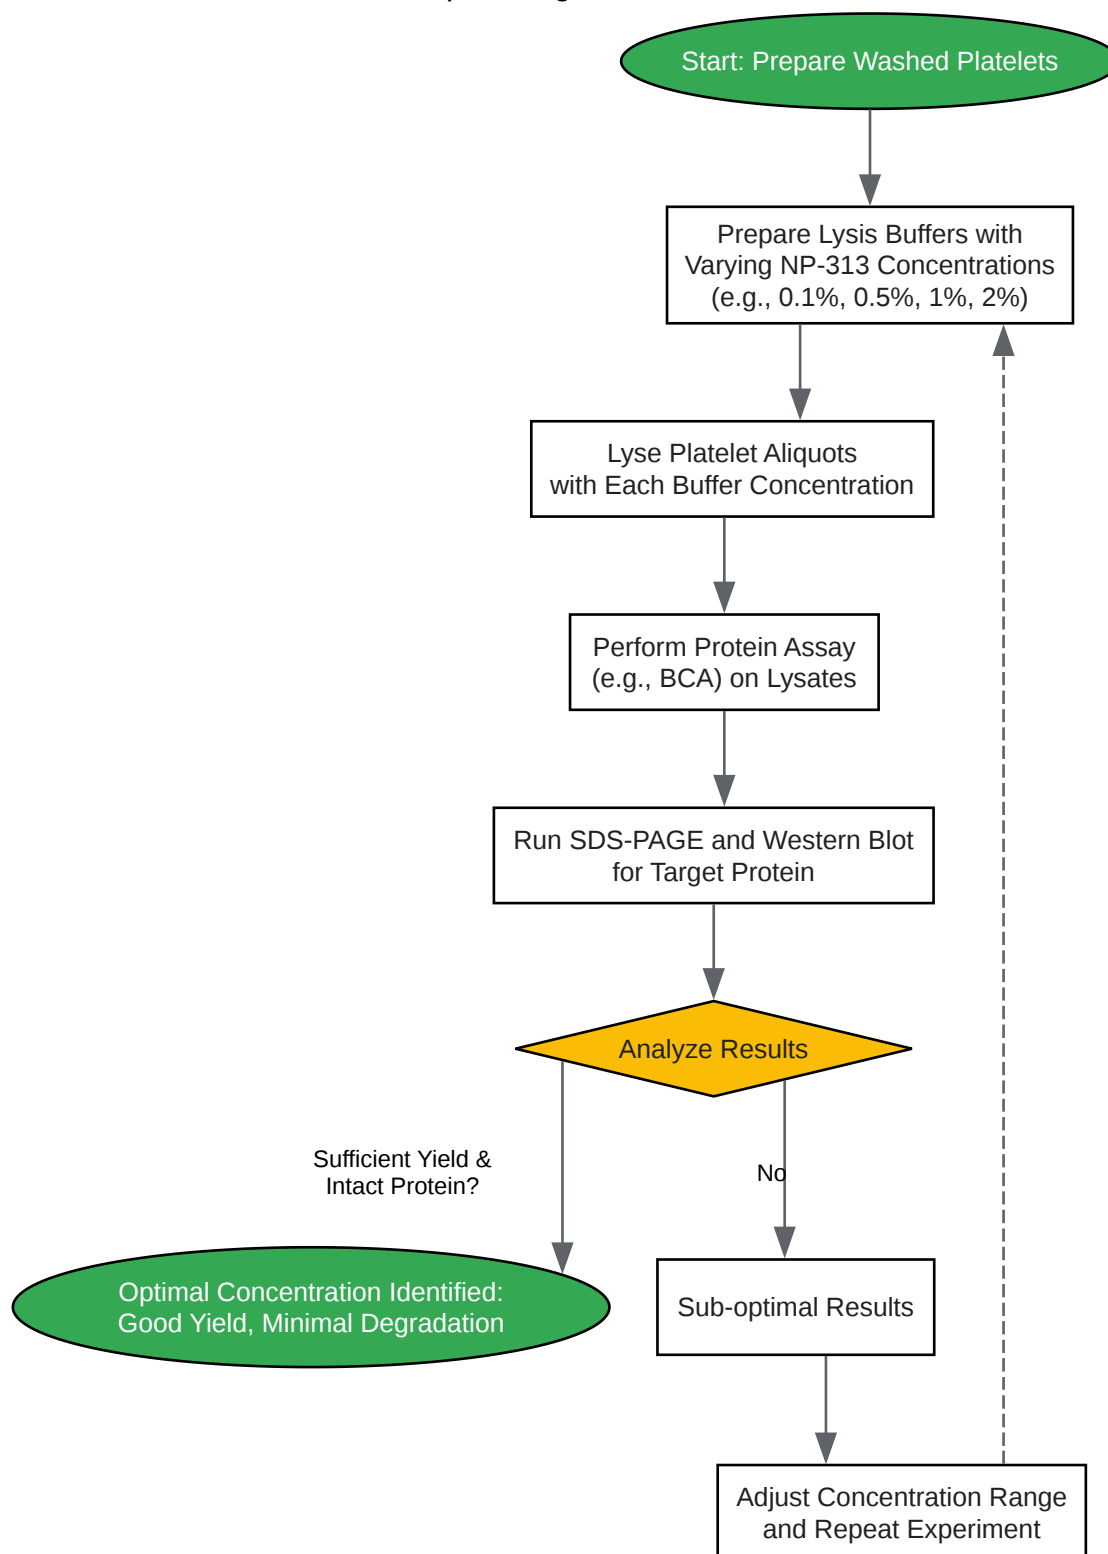 Start: Prepare Washed Platelets
Prepare Lysis Buffers with
Varying NP-313 Concentrations
(e.g., 0.1%, 0.5%, 1%, 2%)
Lyse Platelet Aliquots
with Each Buffer Concentration
Perform Protein Assay
(e.g., BCA) on Lysates
Run SDS-PAGE and Western Blot
for Target Protein
Analyze Results
Sufficient Yield &
Intact Protein?
No
Optimal Concentration Identified:
Good Yield, Minimal Degradation
Sub-optimal Results
Adjust Concentration Range
and Repeat Experiment